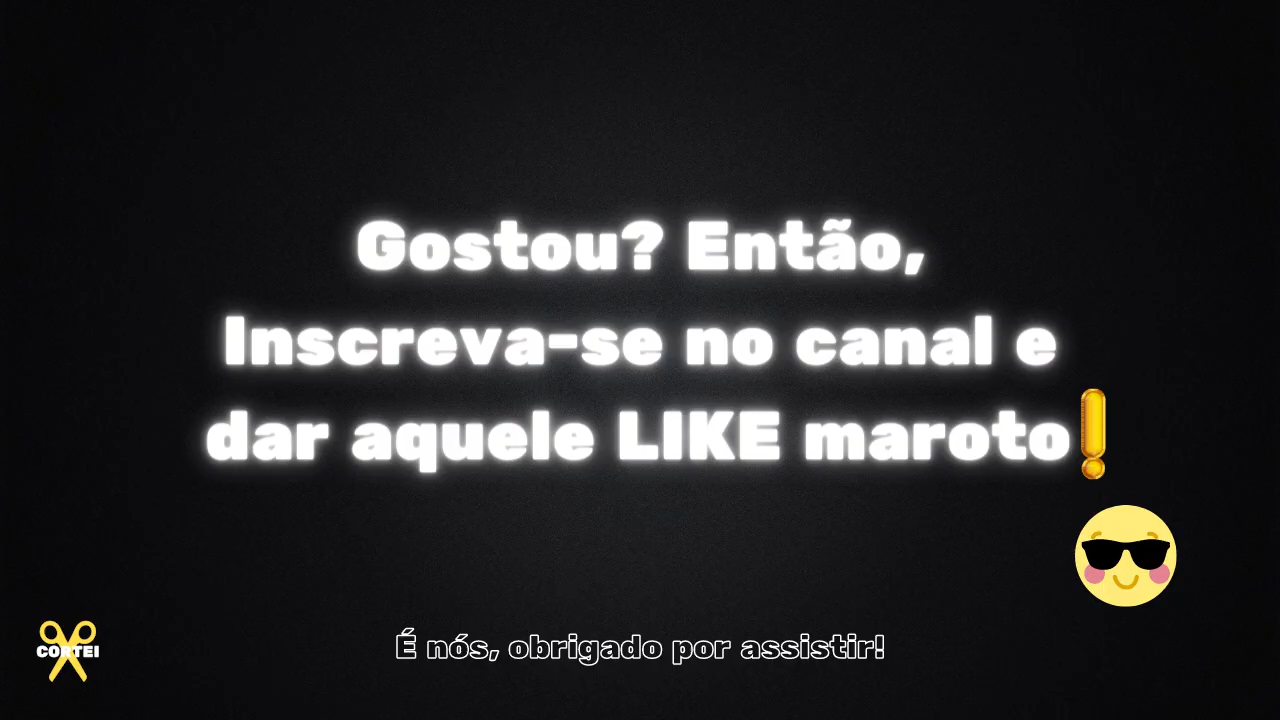 Gostou? Então,
Inscreva-se no canal e
dar aquele LIKE maroto!
É nós, obrigado por assistir!
CORTEI